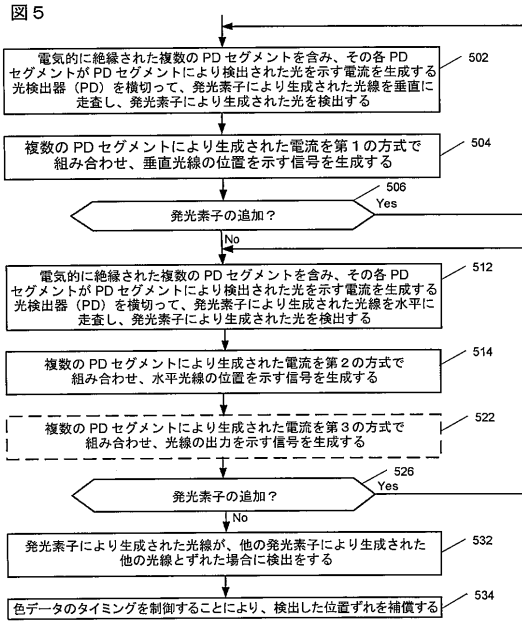 図5
電気的に絶縁された複数のPDセグメントを含み、その各PD
セグメントがPDセグメントにより検出された光を示す電流を生成する
光検出器（PD）を横切って、発光素子により生成された光線を垂直に
走査し、発光素子により生成された光を検出する
502
複数のPDセグメントにより生成された電流を第1の方式で
組み合わせ、垂直光線の位置を示す信号を生成する
504
506
発光素子の追加？
Yes
No
電気的に絶縁された複数のPDセグメントを含み、その各PD
セグメントがPDセグメントにより検出された光を示す電流を生成する
光検出器（PD）を横切って、発光素子により生成された光線を水平に
走査し、発光素子により生成された光を検出する
512
複数のPDセグメントにより生成された電流を第2の方式で
組み合わせ、水平光線の位置を示す信号を生成する
514
複数のPDセグメントにより生成された電流を第3の方式で
組み合わせ、光線の出力を示す信号を生成する
522
526
発光素子の追加？
Yes
No
発光素子により生成された光線が、他の発光素子により生成された
他の光線とずれた場合に検出をする
532
色データのタイミングを制御することにより、検出した位置ずれを補償する
534